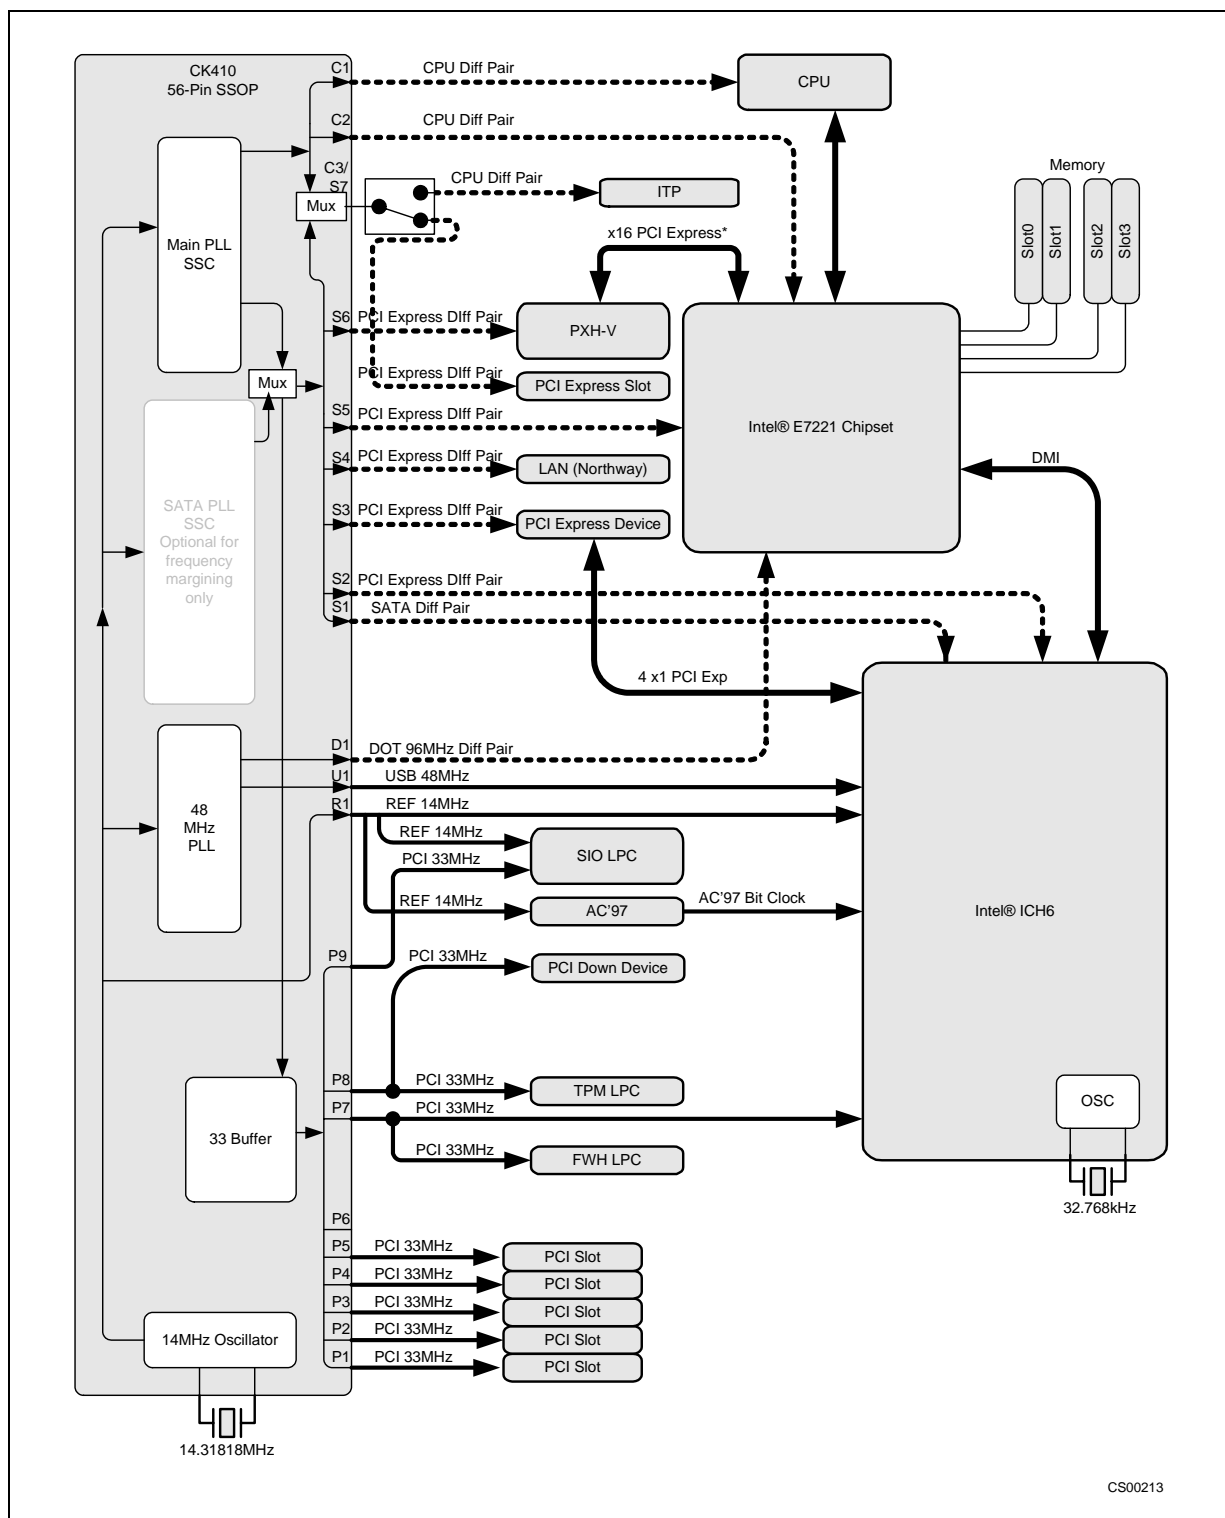 CK410
56-Pin SSOP
C1
CPU Diff Pair
CPU
C2
CPU Diff Pair
C3/
S7
Mux
CPU Diff Pair
ITP
Memory
Slot0
Slot1
Slot2
Slot3
Main PLL
SSC
x16 PCI Express*
S6
PCI Express DIff Pair
PXH-V
Mux
PCI Express DIff Pair
PCI Express Slot
S5
PCI Express DIff Pair
Intel® E7221 Chipset
S4
PCI Express DIff Pair
LAN (Northway)
DMI
SATA PLL
SSC
Optional for
frequency
margining
only
S3
PCI Express DIff Pair
PCI Express Device
S2
PCI Express DIff Pair
S1
SATA Diff Pair
4 x1 PCI Exp
D1
DOT 96MHz Diff Pair
U1
USB 48MHz
R1
REF 14MHz
48
MHz
PLL
REF 14MHz
PCI 33MHz
SIO LPC
REF 14MHz
AC'97
AC'97 Bit Clock
Intel® ICH6
P9
PCI 33MHz
PCI Down Device
P8
PCI 33MHz
TPM LPC
P7
PCI 33MHz
OSC
33 Buffer
PCI 33MHz
FWH LPC
32.768kHz
P6
P5
PCI 33MHz
PCI Slot
P4
PCI 33MHz
PCI Slot
P3
PCI 33MHz
PCI Slot
14MHz Oscillator
P2
PCI 33MHz
PCI Slot
P1
PCI 33MHz
PCI Slot
14.31818MHz
CS00213